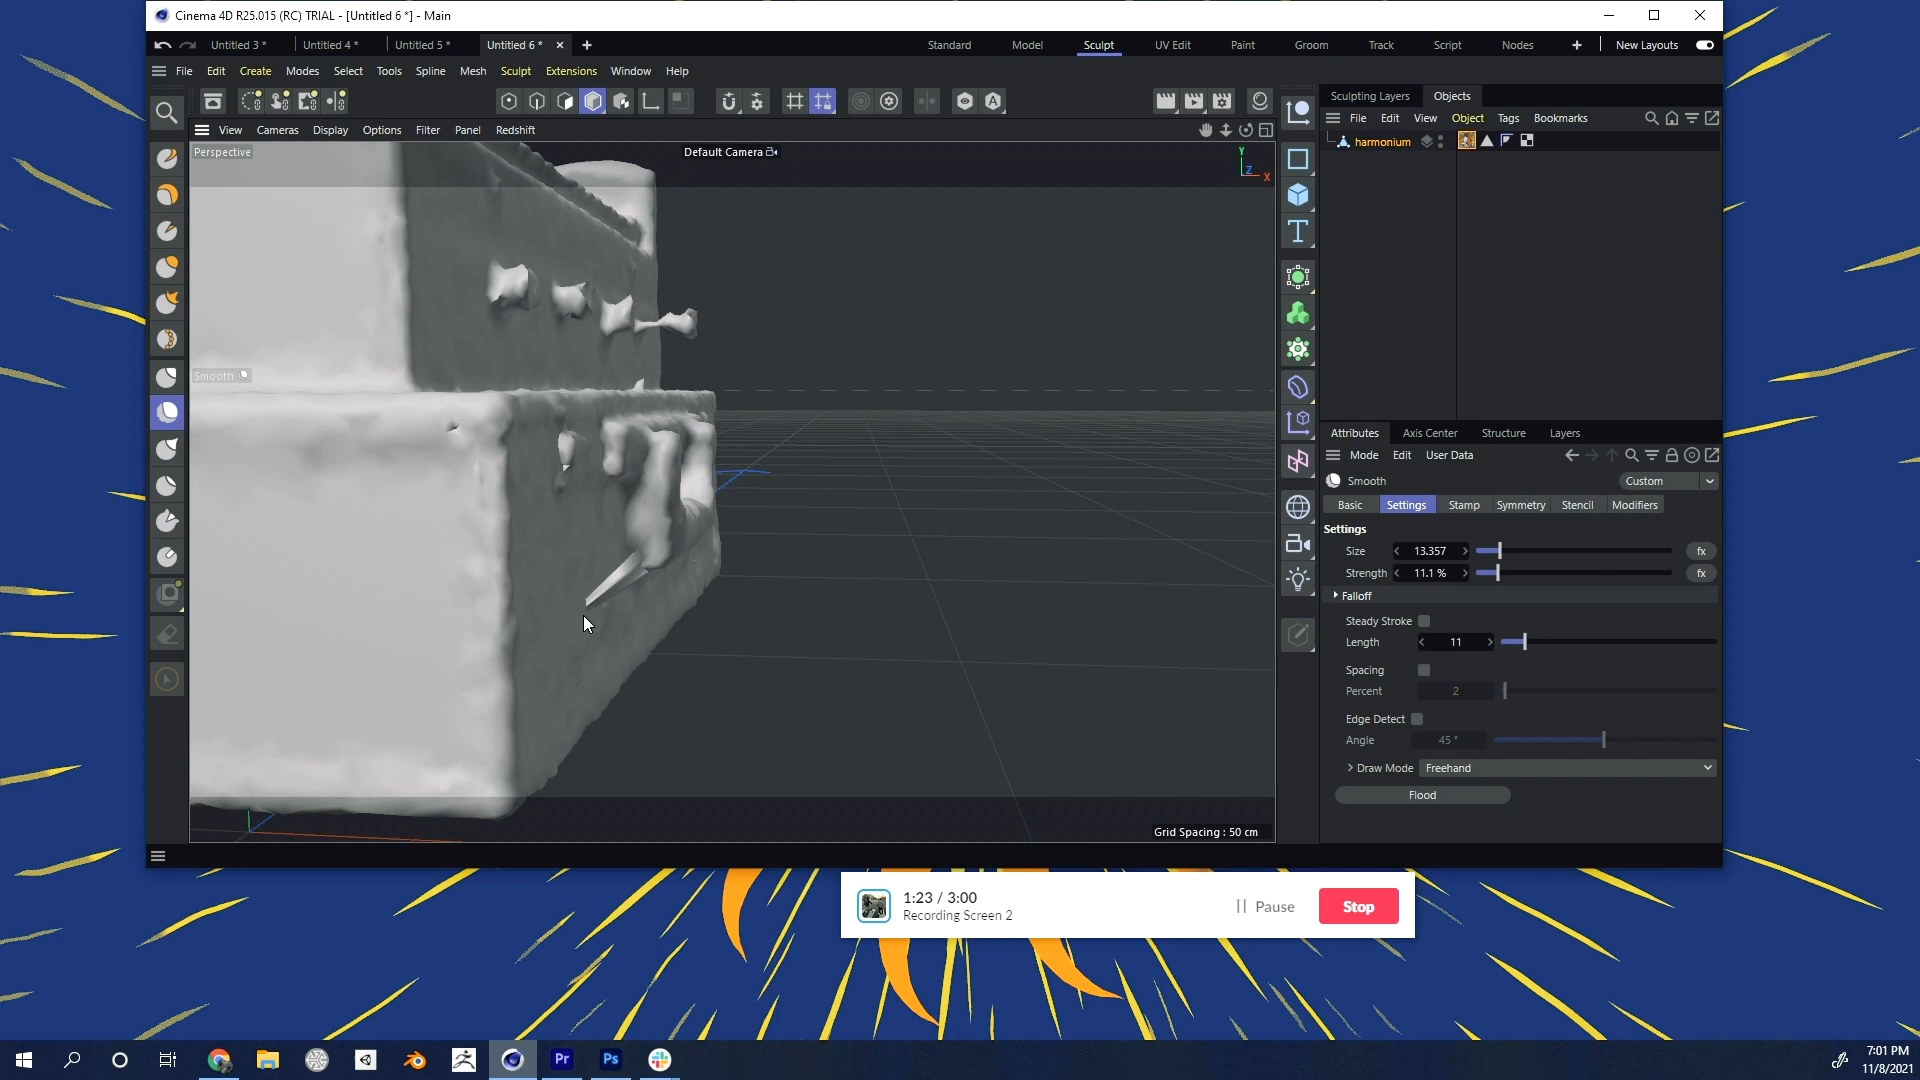 Cinema 4D R25.015 (RC) TRIAL - [Untitled 6 *] - Main
Untitled 3 * Untitled 4 * Untitled 5 * Untitled 6 * Standard Model Sculpt UV Edit Paint Groom Track Script Nodes New Layouts
File Edit Create Modes Select Tools Spline Mesh Sculpt Extensions Window Help
Sculpting Layers Objects
File Edit View Object Tags Bookmarks
View Cameras Display Options Filter Panel Redshift
harmonium
Perspective Default Camera
Y
Z
X
Smooth
Grid Spacing : 50 cm
Attributes Axis Center Structure Layers
Mode Edit User Data
Smooth Custom
Basic Settings Stamp Symmetry Stencil Modifiers
Settings
Size 13.357 fx
Strength 11.1 % fx
Falloff
Steady Stroke
Length 11
Spacing
Percent 2
Edge Detect
Angle 45 °
Draw Mode Freehand
Flood
1:23 / 3:00
Recording Screen 2
Pause
Stop
Pr
Ps
7:01 PM
11/8/2021